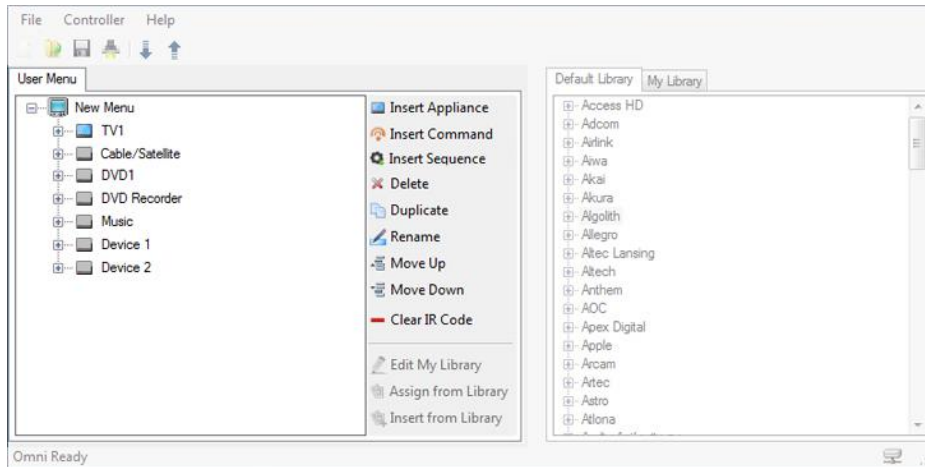 File Controller Help
User Menu
New Menu
TV1
Cable/Satellite
DVD1
DVD Recorder
Music
Device 1
Device 2
Insert Appliance
Insert Command
Insert Sequence
Delete
Duplicate
Rename
Move Up
Move Down
Clear IR Code
Edit My Library
Assign from Library
Insert from Library
Default Library My Library
Access HD
Adcom
Airlink
Aiwa
Akai
Akura
Algolith
Allegro
Altec Lansing
Altech
Anthem
AOC
Apex Digital
Apple
Arcam
Artec
Astro
Atlona
Omni Ready